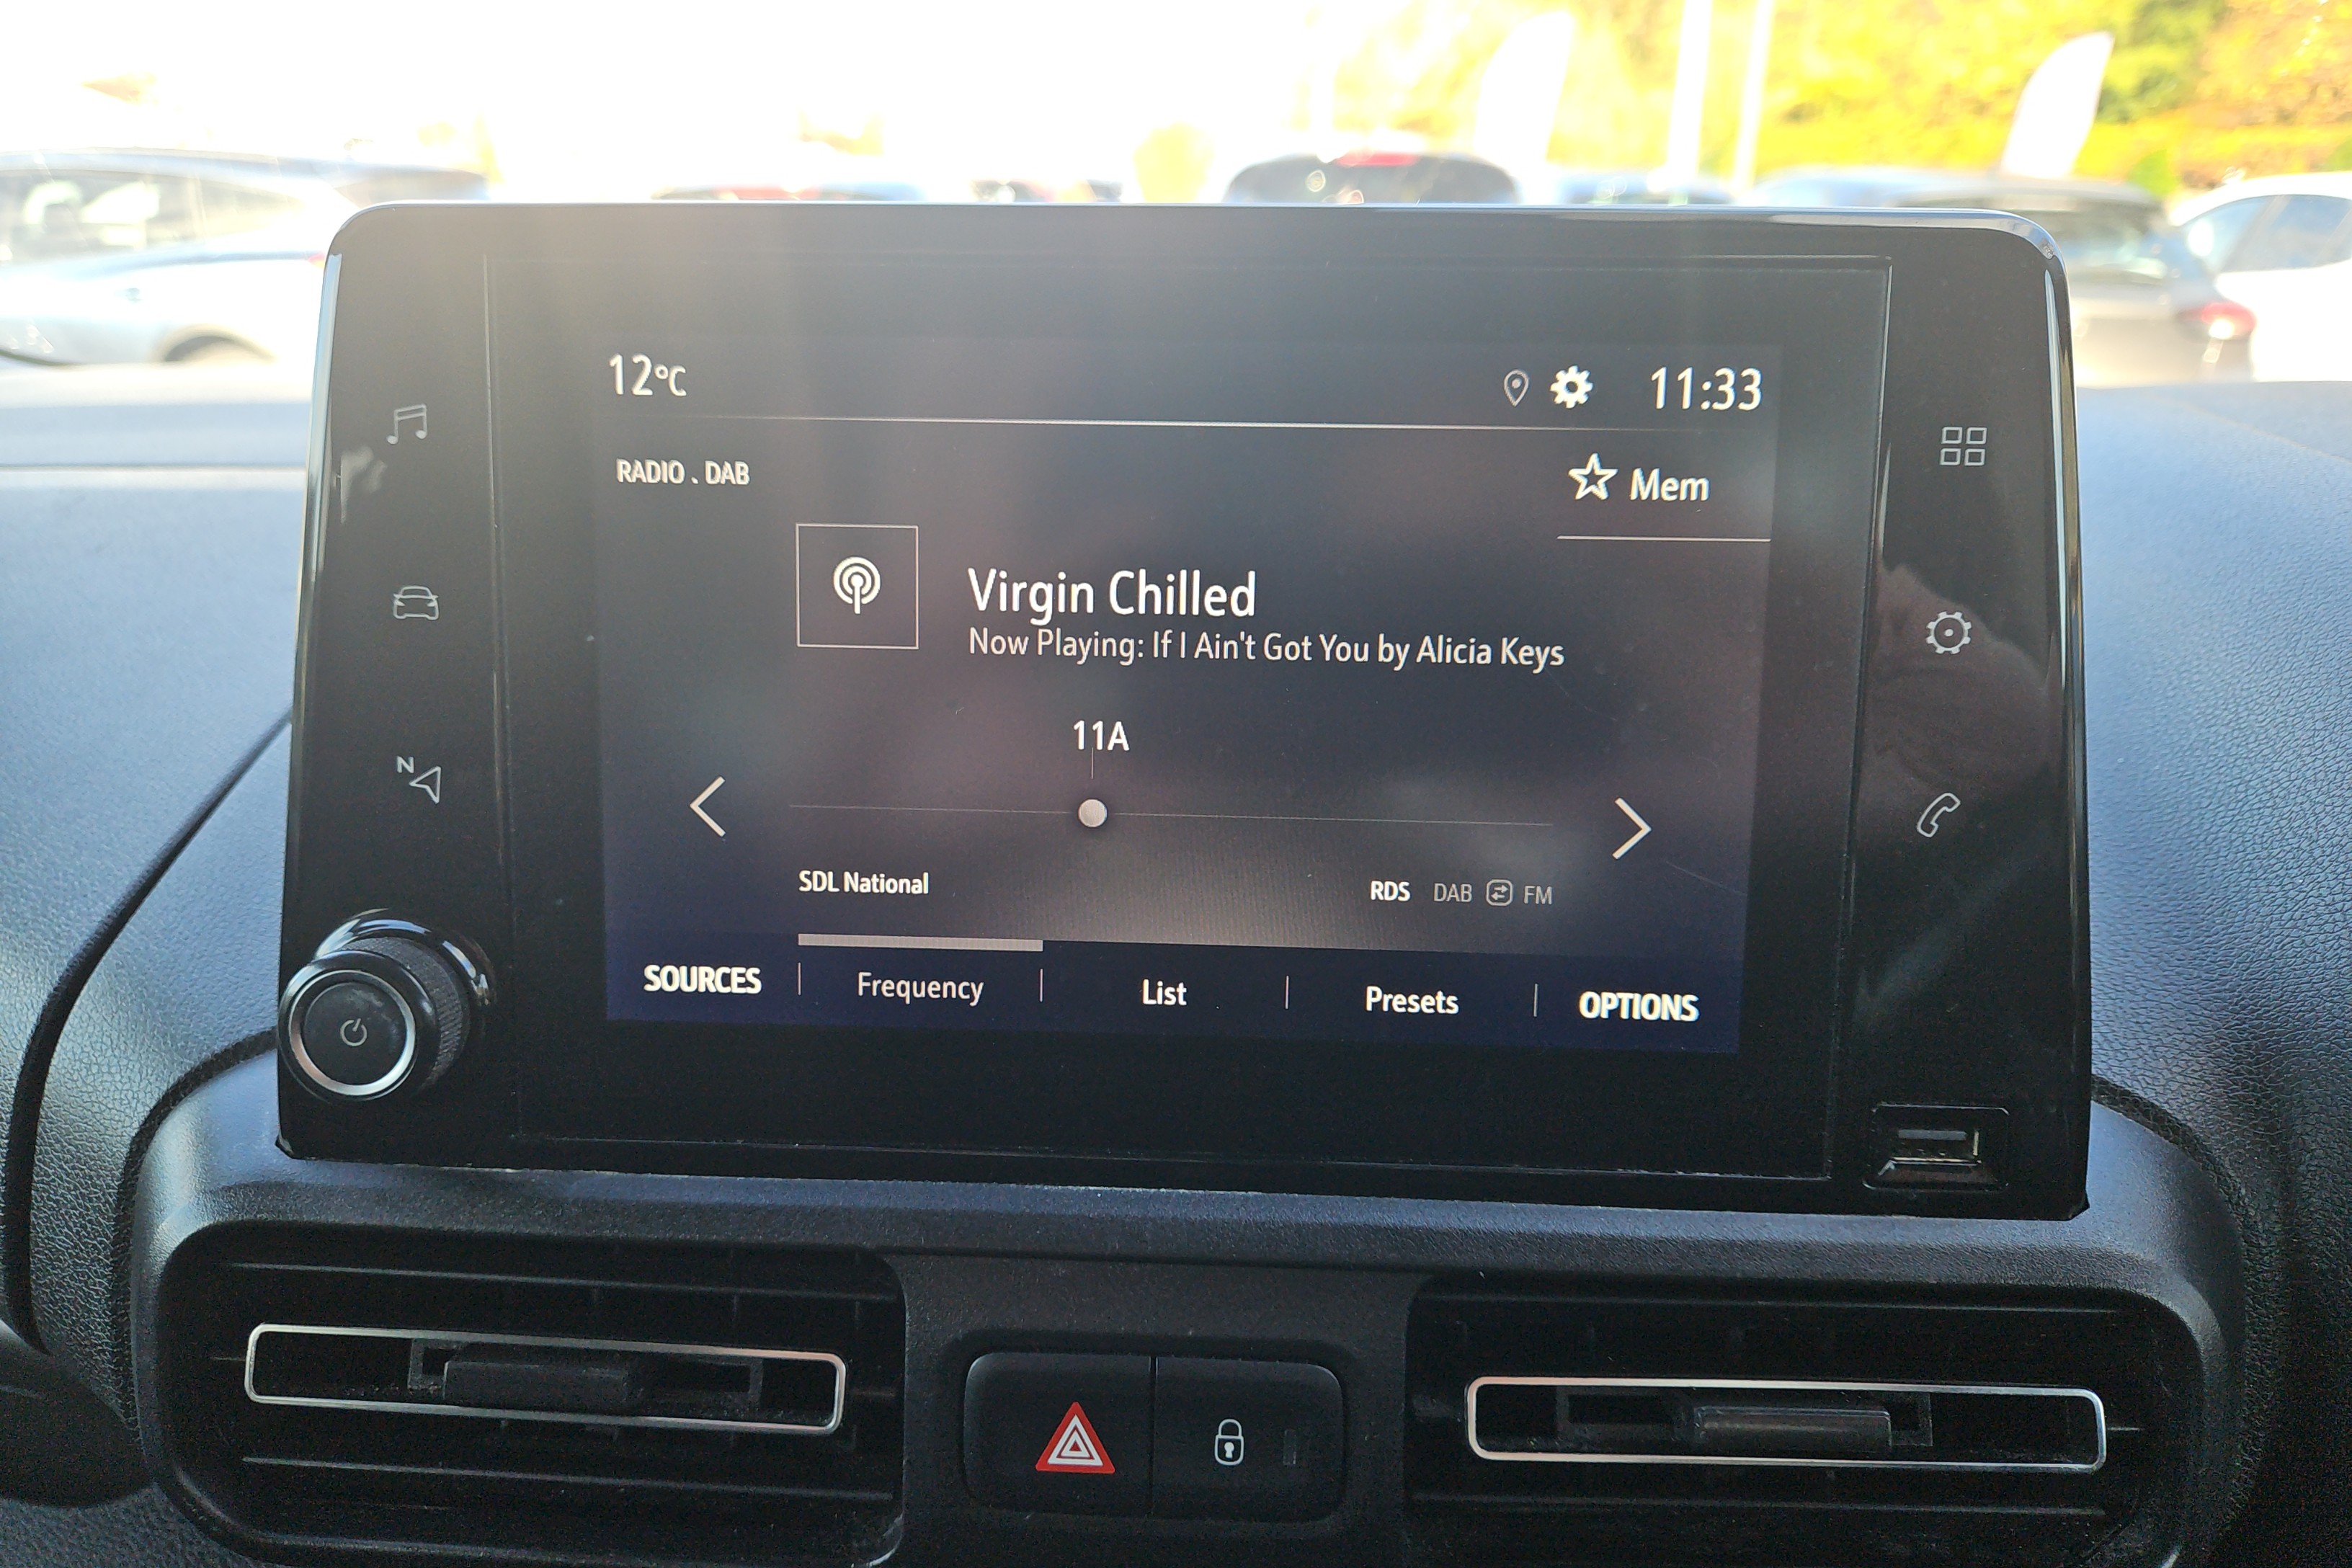 12°C
11:33
RADIO . DAB
Mem
Virgin Chilled
Now Playing: If I Ain't Got You by Alicia Keys
11A
N
SDL National
RDS DAB FM
SOURCES
Frequency
List
Presets
OPTIONS